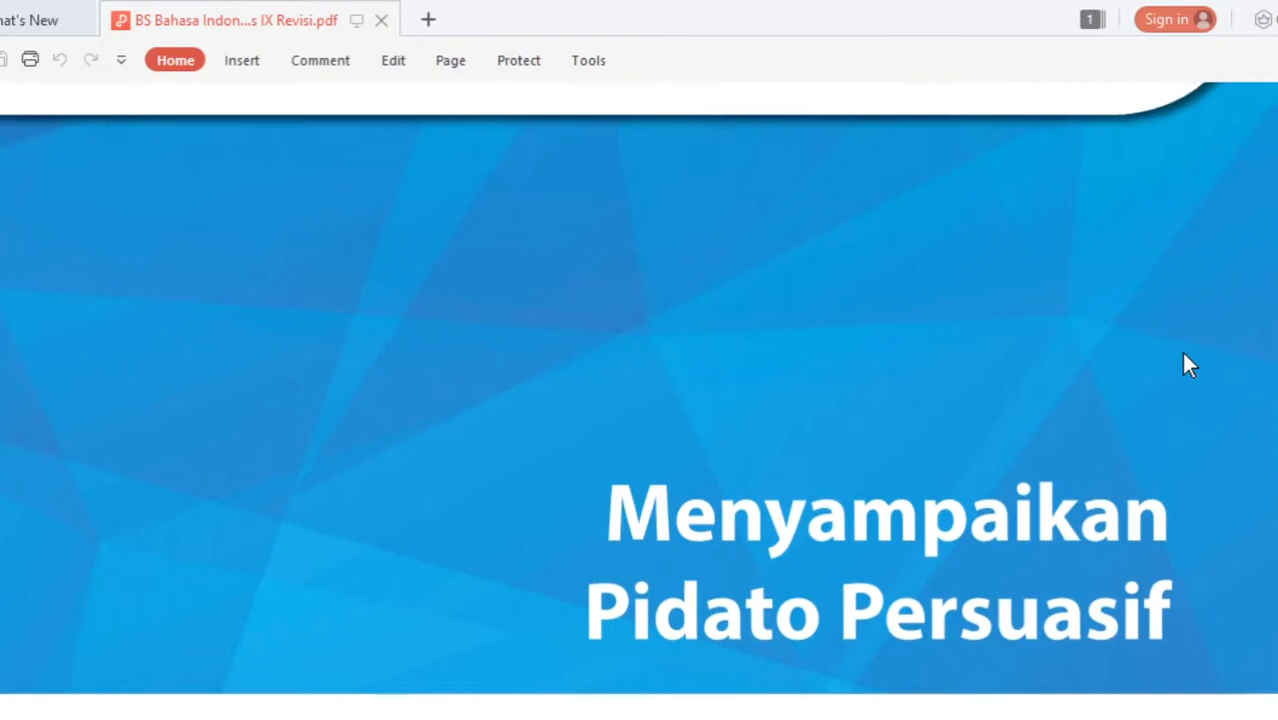 at's New
BS Bahasa Indon...s IX Revisi.pdf
1
Sign in
Home Insert Comment Edit Page Protect Tools
Menyampaikan
Pidato Persuasif